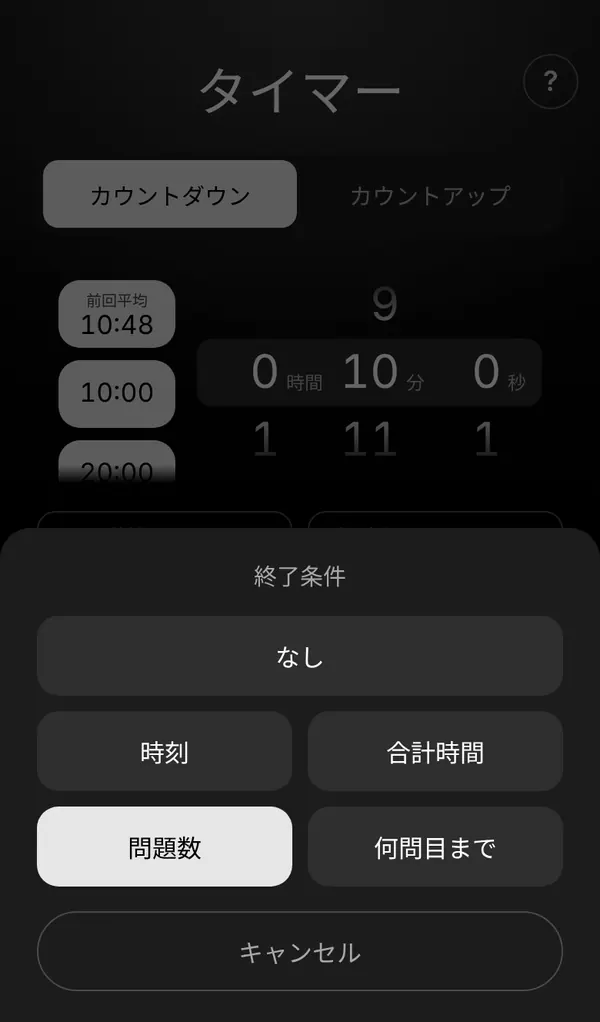 タイマー
?
カウントダウン
カウントアップ
前回平均
10:48
10:00
20:00
9
0 時間 10 分 0 秒
1 11 1
終了条件
なし
時刻
合計時間
問題数
何問目まで
キャンセル